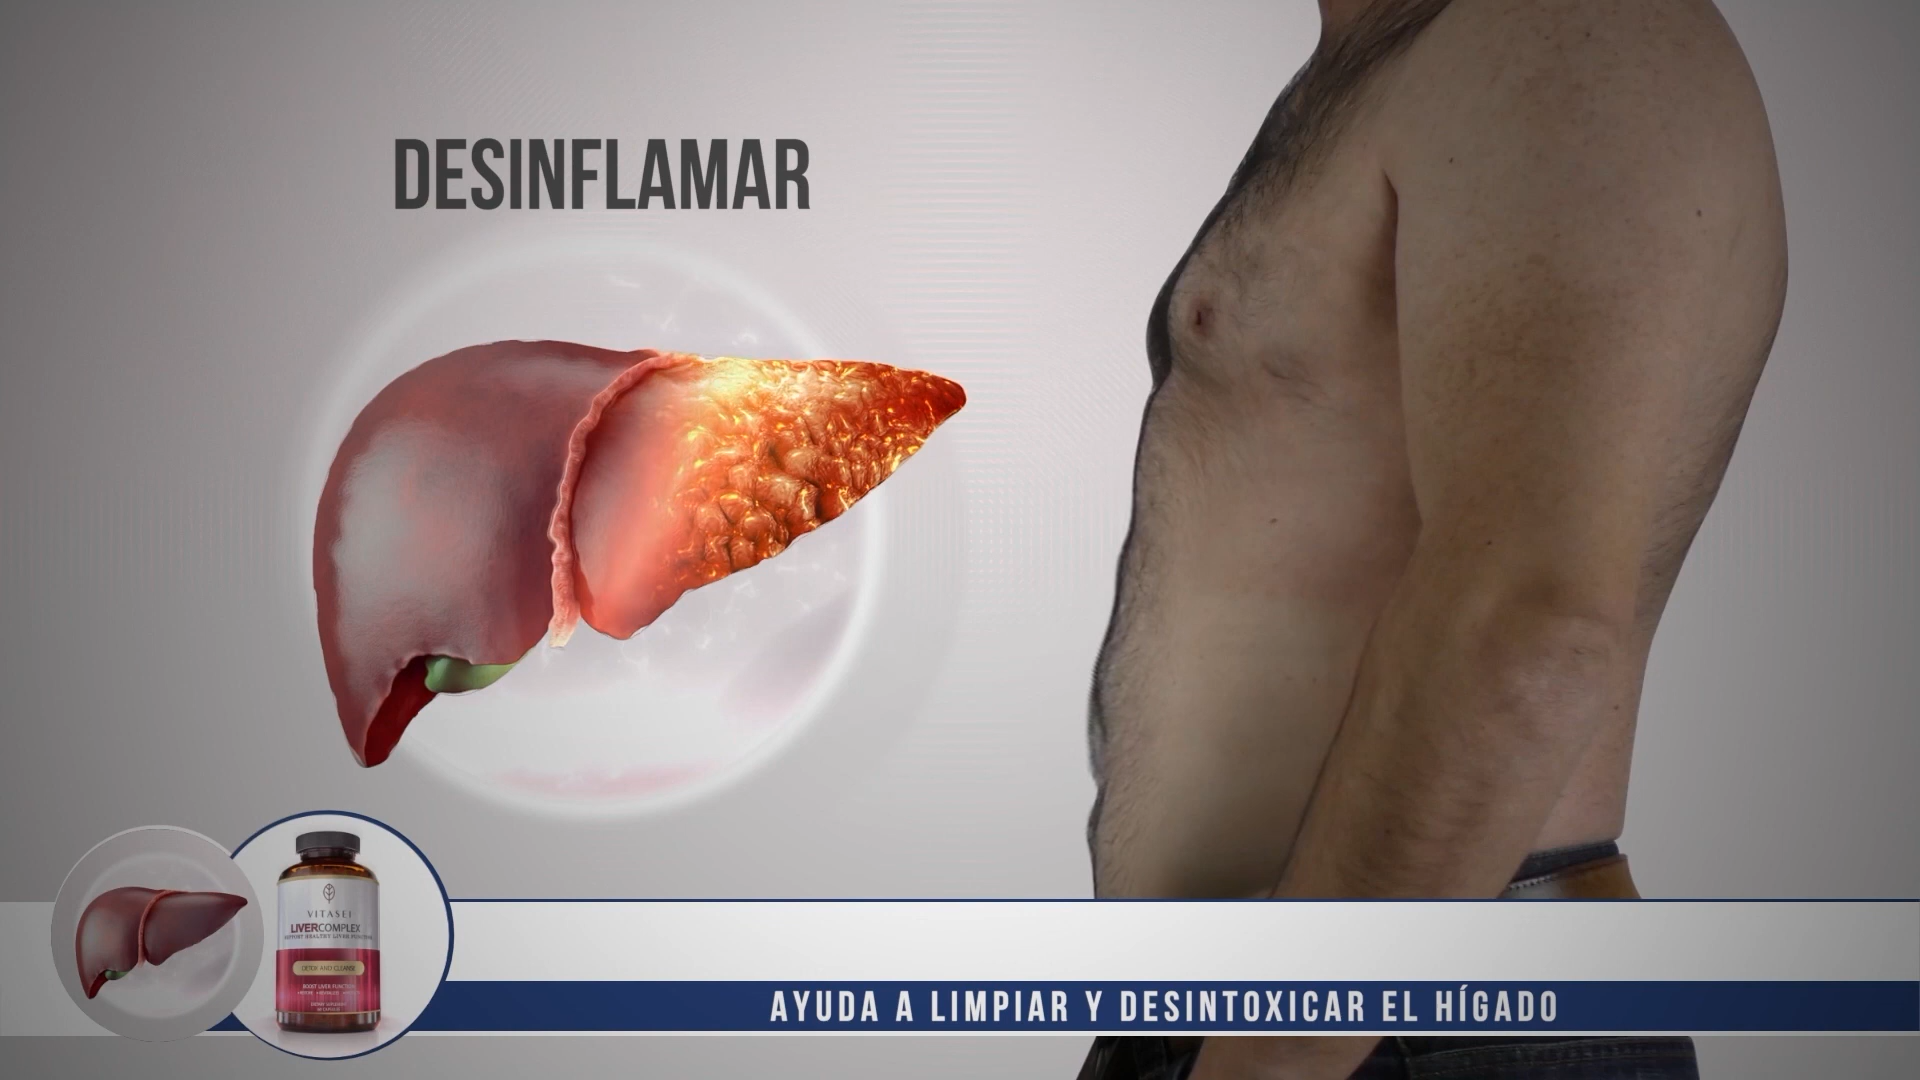 DESINFLAMAR
VITASEI
LIVERCOMPLEX
SUPPORT HEALTHY LIVER FUNCTION
DETOX AND CLEANSE
BOOST LIVER FUNCTION
AYUDA A LIMPIAR Y DESINTOXICAR EL HÍGADO